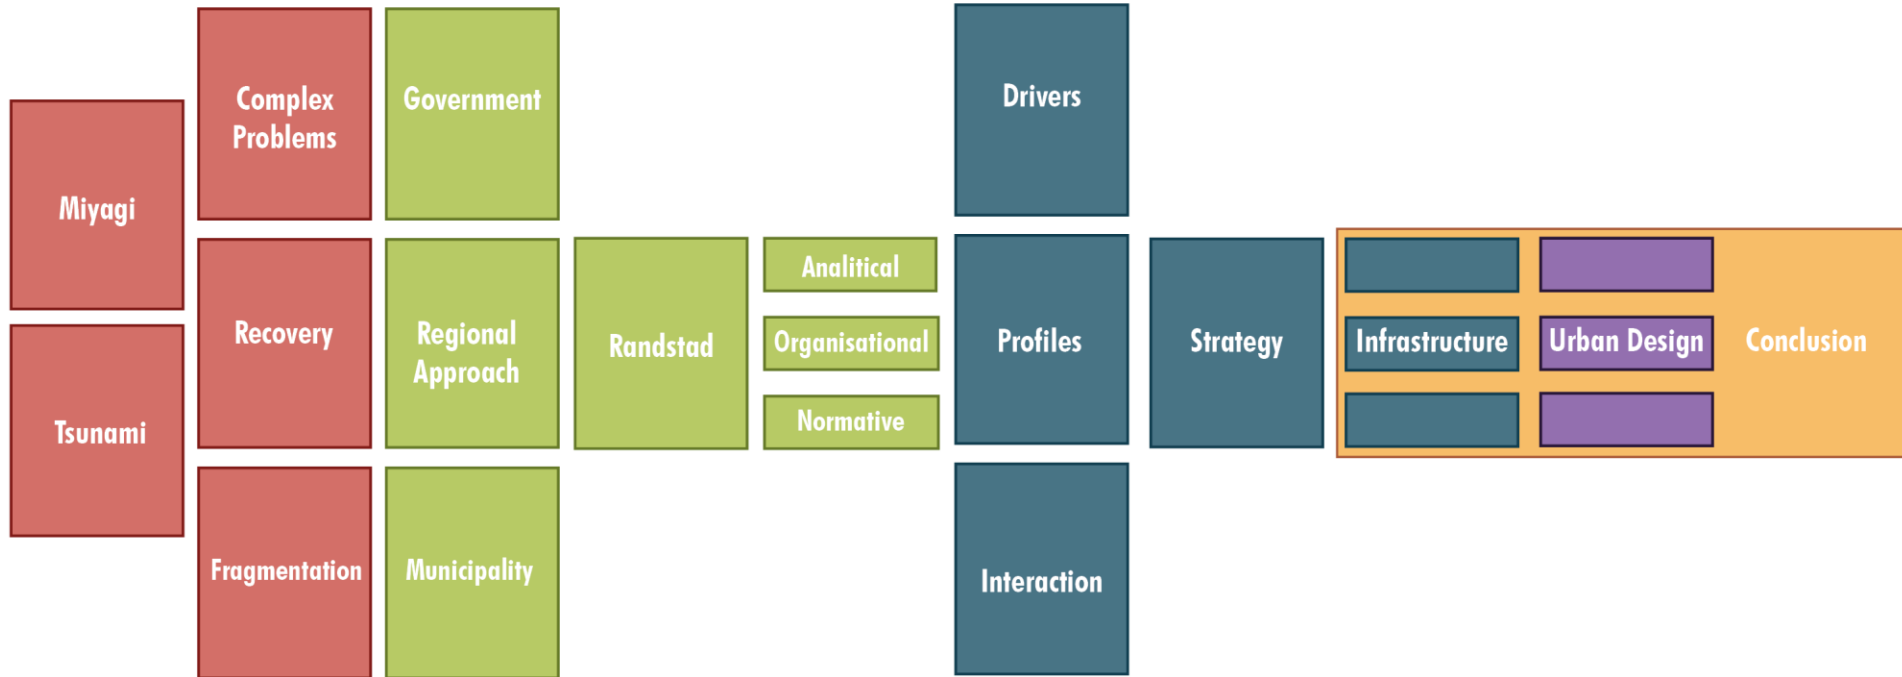 Miyagi
Tsunami
Complex
Problems
Recovery
Fragmentation
Government
Regional
Approach
Municipality
Randstad
Analitical
Organisational
Normative
Drivers
Profiles
Interaction
Strategy
Infrastructure
Urban Design
Conclusion